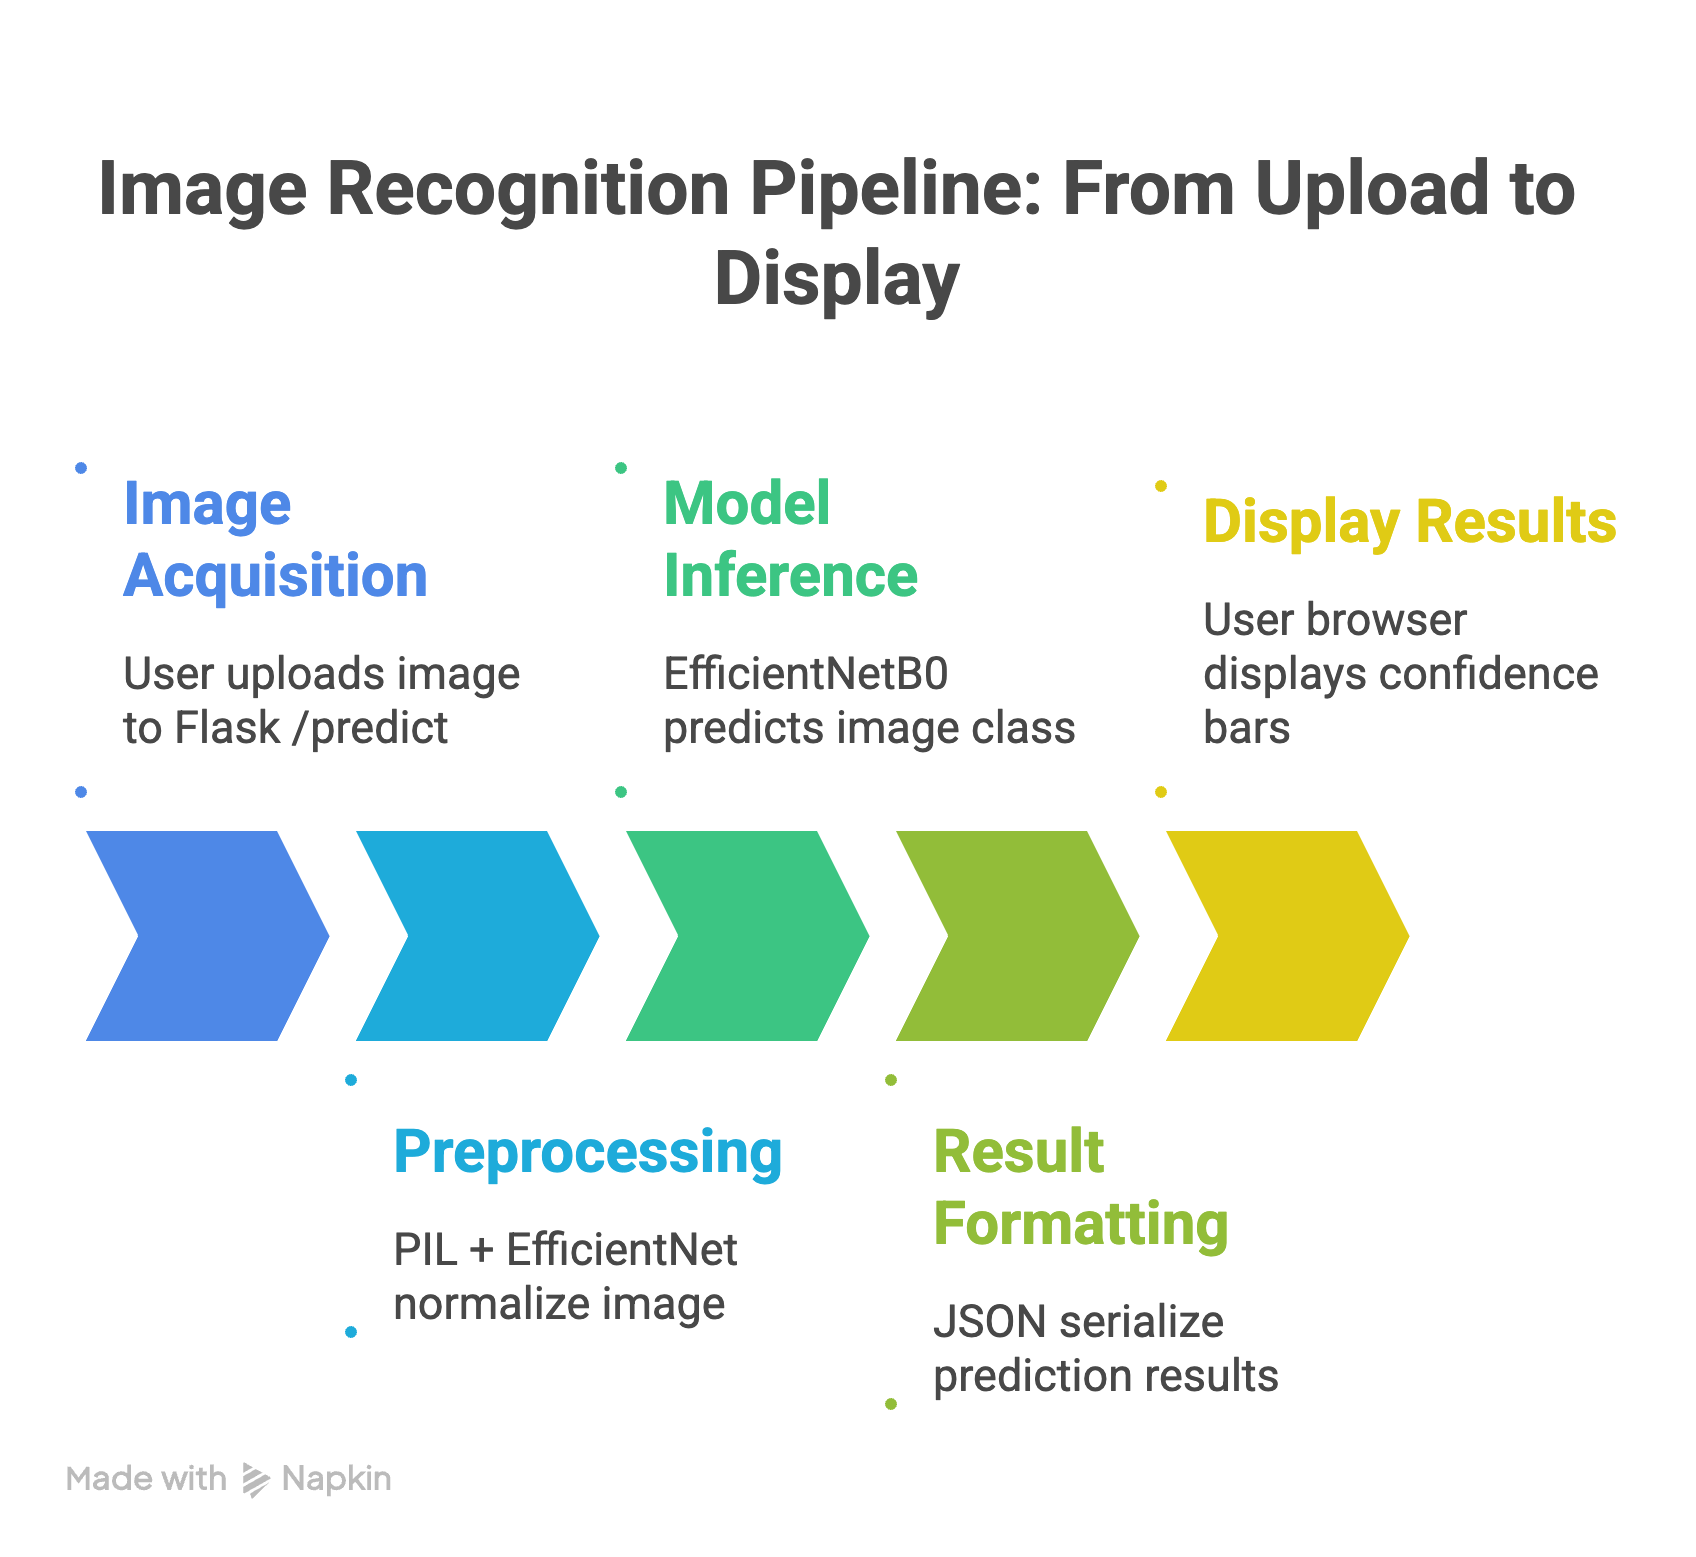 Image Recognition Pipeline: From Upload to
Display
Image
Acquisition
User uploads image
to Flask /predict
Model
Inference
EfficientNetB0
predicts image class
Display Results
User browser
displays confidence
bars
Preprocessing
PIL + EfficientNet
normalize image
Result
Formatting
JSON serialize
prediction results
Made with Napkin